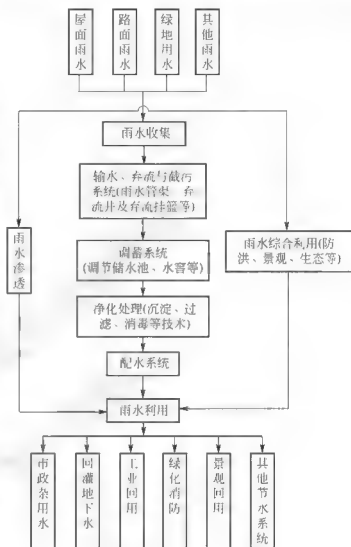 屋面雨水
路面雨水
绿地用水
其他雨水
雨水收集
输水、弃流与截污
系统(雨水管渠、弃
流井及弃流挂篮等)
调蓄系统
(调节储水池、水窖等)
雨水渗透
雨水综合利用(防
洪、景观、生态等)
净化处理(沉淀、过
滤、消毒等技术)
配水系统
雨水利用
市政杂用水
回灌地下水
工业回用
绿化消防
景观回用
其他节水系统